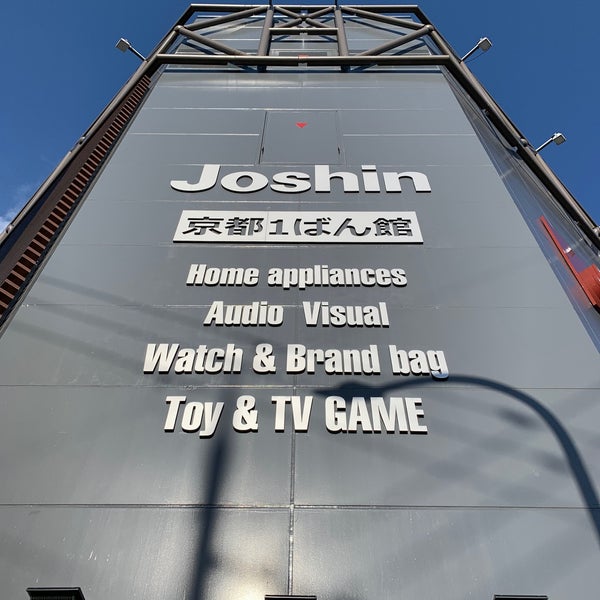 Joshin
京都1ばん館
Home appliances
Audio Visual
Watch & Brand bag
Toy & TV GAME